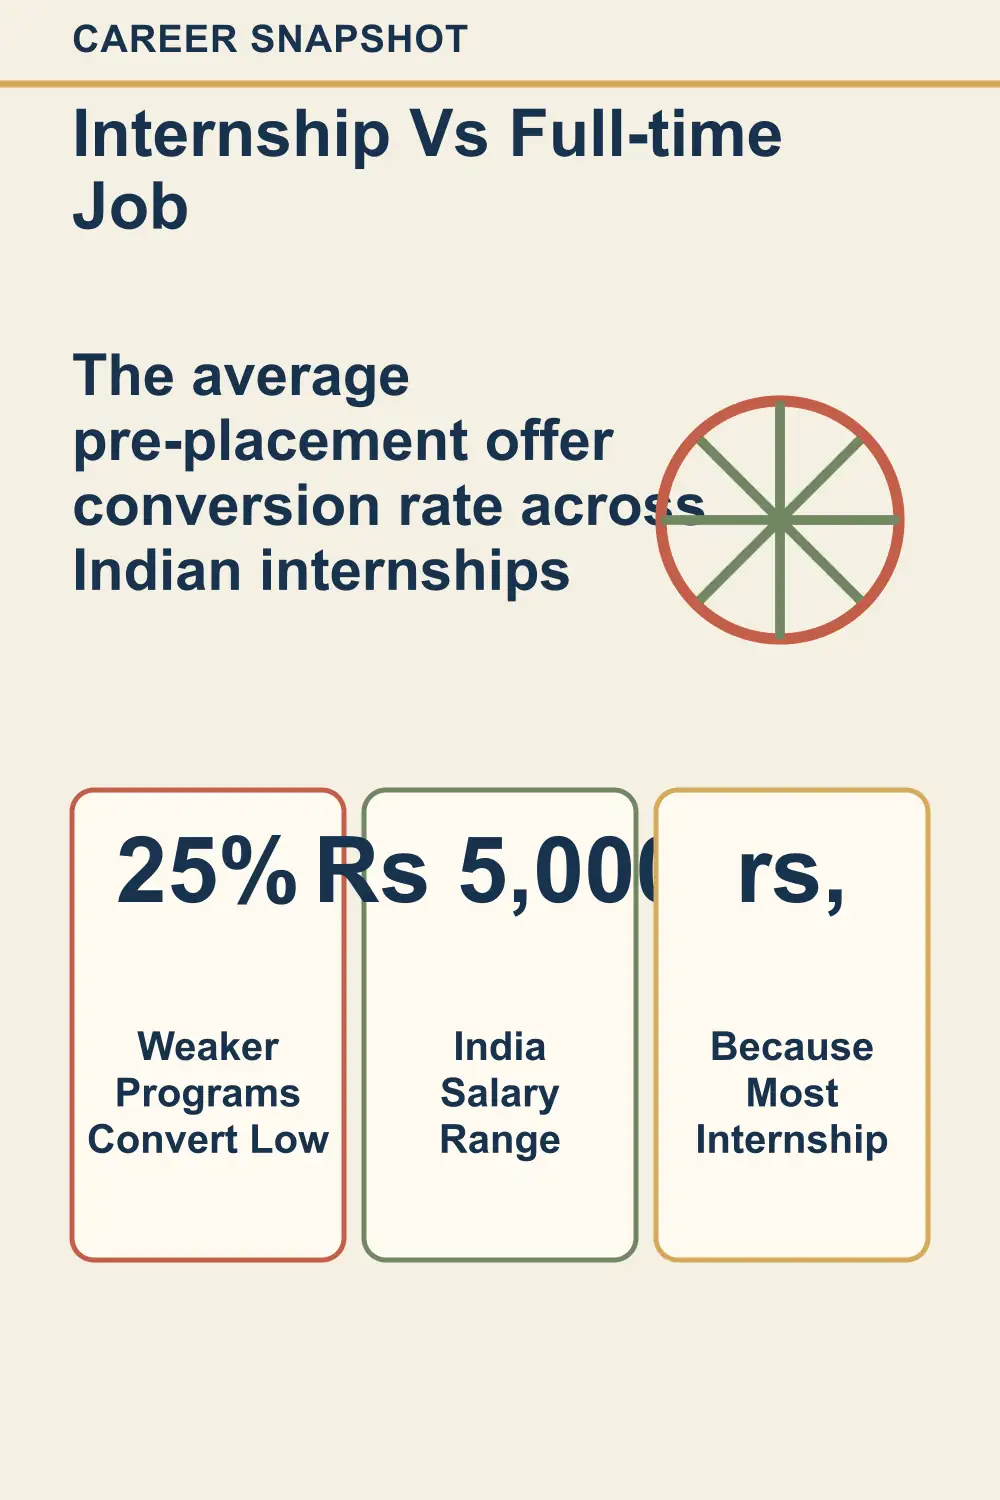 CAREER SNAPSHOT
Internship Vs Full-time
Job
The average
pre-placement offer
conversion rate across
Indian internships
25%
Rs 5,000
rs,
Weaker
Programs
Convert Low
India
Salary
Range
Because
Most
Internship